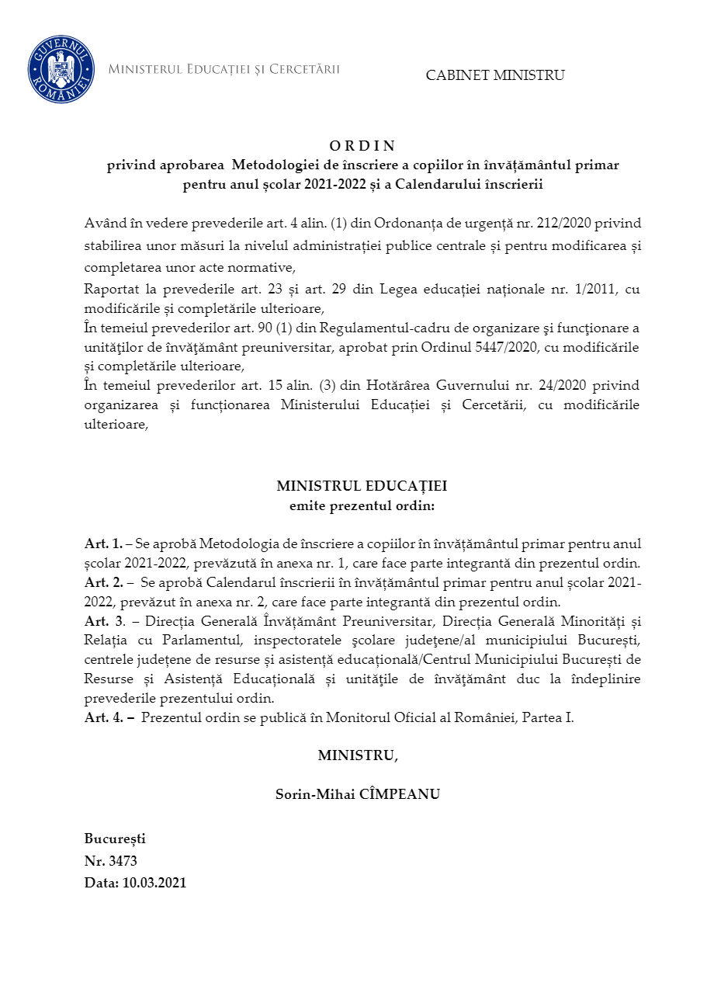 GUVERNUL ROMÂNIEI
MINISTERUL EDUCAȚIEI ȘI CERCETĂRII
CABINET MINISTRU
O R D I N
privind aprobarea Metodologiei de înscriere a copiilor în învățământul primar
pentru anul școlar 2021-2022 și a Calendarului înscrierii
Având în vedere prevederile art. 4 alin. (1) din Ordonanța de urgență nr. 212/2020 privind
stabilirea unor măsuri la nivelul administrației publice centrale și pentru modificarea și
completarea unor acte normative,
Raportat la prevederile art. 23 și art. 29 din Legea educației naționale nr. 1/2011, cu
modificările și completările ulterioare,
În temeiul prevederilor art. 90 (1) din Regulamentul-cadru de organizare şi funcţionare a
unităţilor de învăţământ preuniversitar, aprobat prin Ordinul 5447/2020, cu modificările
și completările ulterioare,
În temeiul prevederilor art. 15 alin. (3) din Hotărârea Guvernului nr. 24/2020 privind
organizarea și funcționarea Ministerului Educației și Cercetării, cu modificările
ulterioare,
MINISTRUL EDUCAȚIEI
emite prezentul ordin:
Art. 1. – Se aprobă Metodologia de înscriere a copiilor în învățământul primar pentru anul
școlar 2021-2022, prevăzută în anexa nr. 1, care face parte integrantă din prezentul ordin.
Art. 2. – Se aprobă Calendarul înscrierii în învățământul primar pentru anul școlar 2021-
2022, prevăzut în anexa nr. 2, care face parte integrantă din prezentul ordin.
Art. 3. – Direcția Generală Învățământ Preuniversitar, Direcția Generală Minorități și
Relația cu Parlamentul, inspectoratele şcolare judeţene/al municipiului București,
centrele județene de resurse și asistență educațională/Centrul Municipiului București de
Resurse și Asistență Educațională și unităţile de învăţământ duc la îndeplinire
prevederile prezentului ordin.
Art. 4. – Prezentul ordin se publică în Monitorul Oficial al României, Partea I.
MINISTRU,
Sorin-Mihai CÎMPEANU
București
Nr. 3473
Data: 10.03.2021